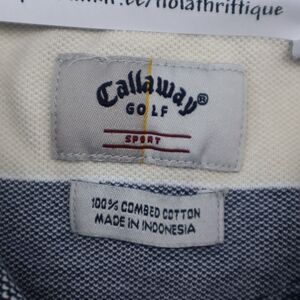 Callaway®
GOLF
SPORT
100% COMBED COTTON
MADE IN INDONESIA